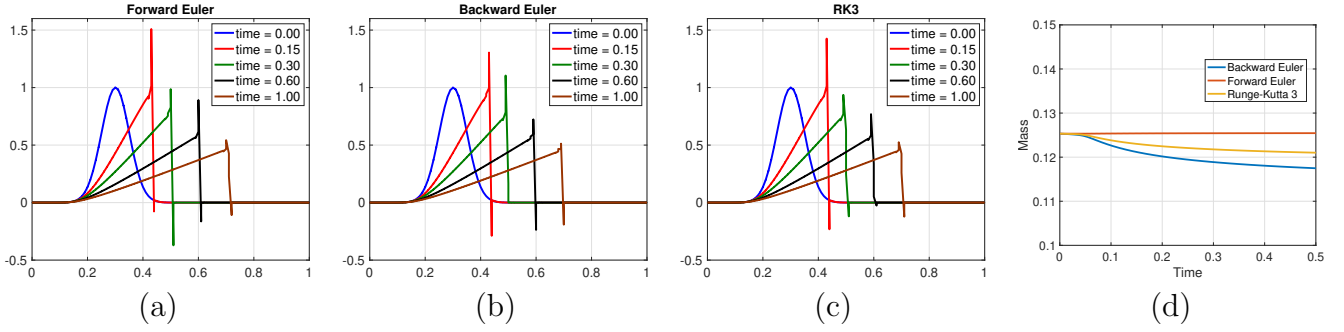 Forward Euler
1.5
1
0.5
0
-0.5
0
0.2
0.4
0.6
0.8
1
time = 0.00
time = 0.15
time = 0.30
time = 0.60
time = 1.00
(a)
Backward Euler
1.5
1
0.5
0
-0.5
0
0.2
0.4
0.6
0.8
1
time = 0.00
time = 0.15
time = 0.30
time = 0.60
time = 1.00
(b)
RK3
1.5
1
0.5
0
-0.5
0
0.2
0.4
0.6
0.8
1
time = 0.00
time = 0.15
time = 0.30
time = 0.60
time = 1.00
(c)
0.15
0.14
0.13
0.12
0.11
0.1
Mass
0
0.1
0.2
0.3
0.4
0.5
Time
Backward Euler
Forward Euler
Runge-Kutta 3
(d)